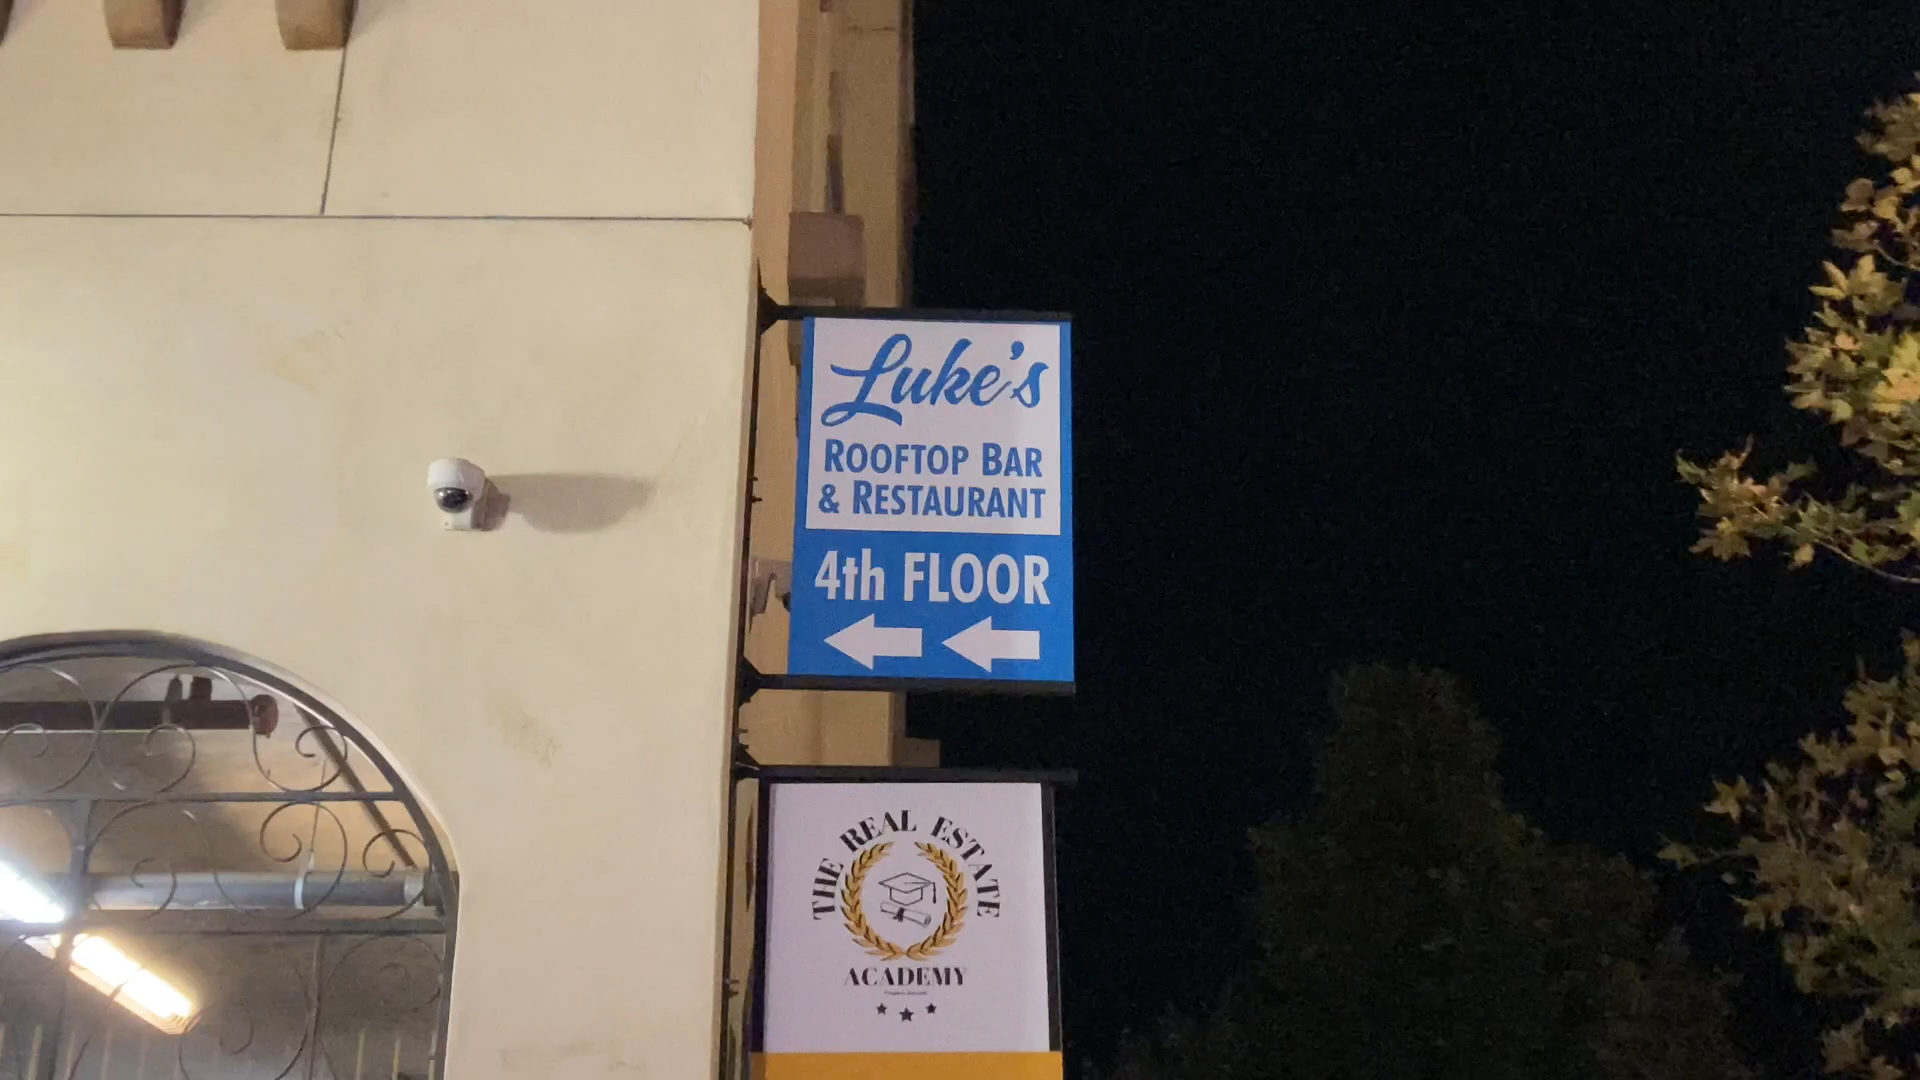 Luke's
ROOFTOP BAR
& RESTAURANT
4th FLOOR
THE REAL ESTATE
ACADEMY